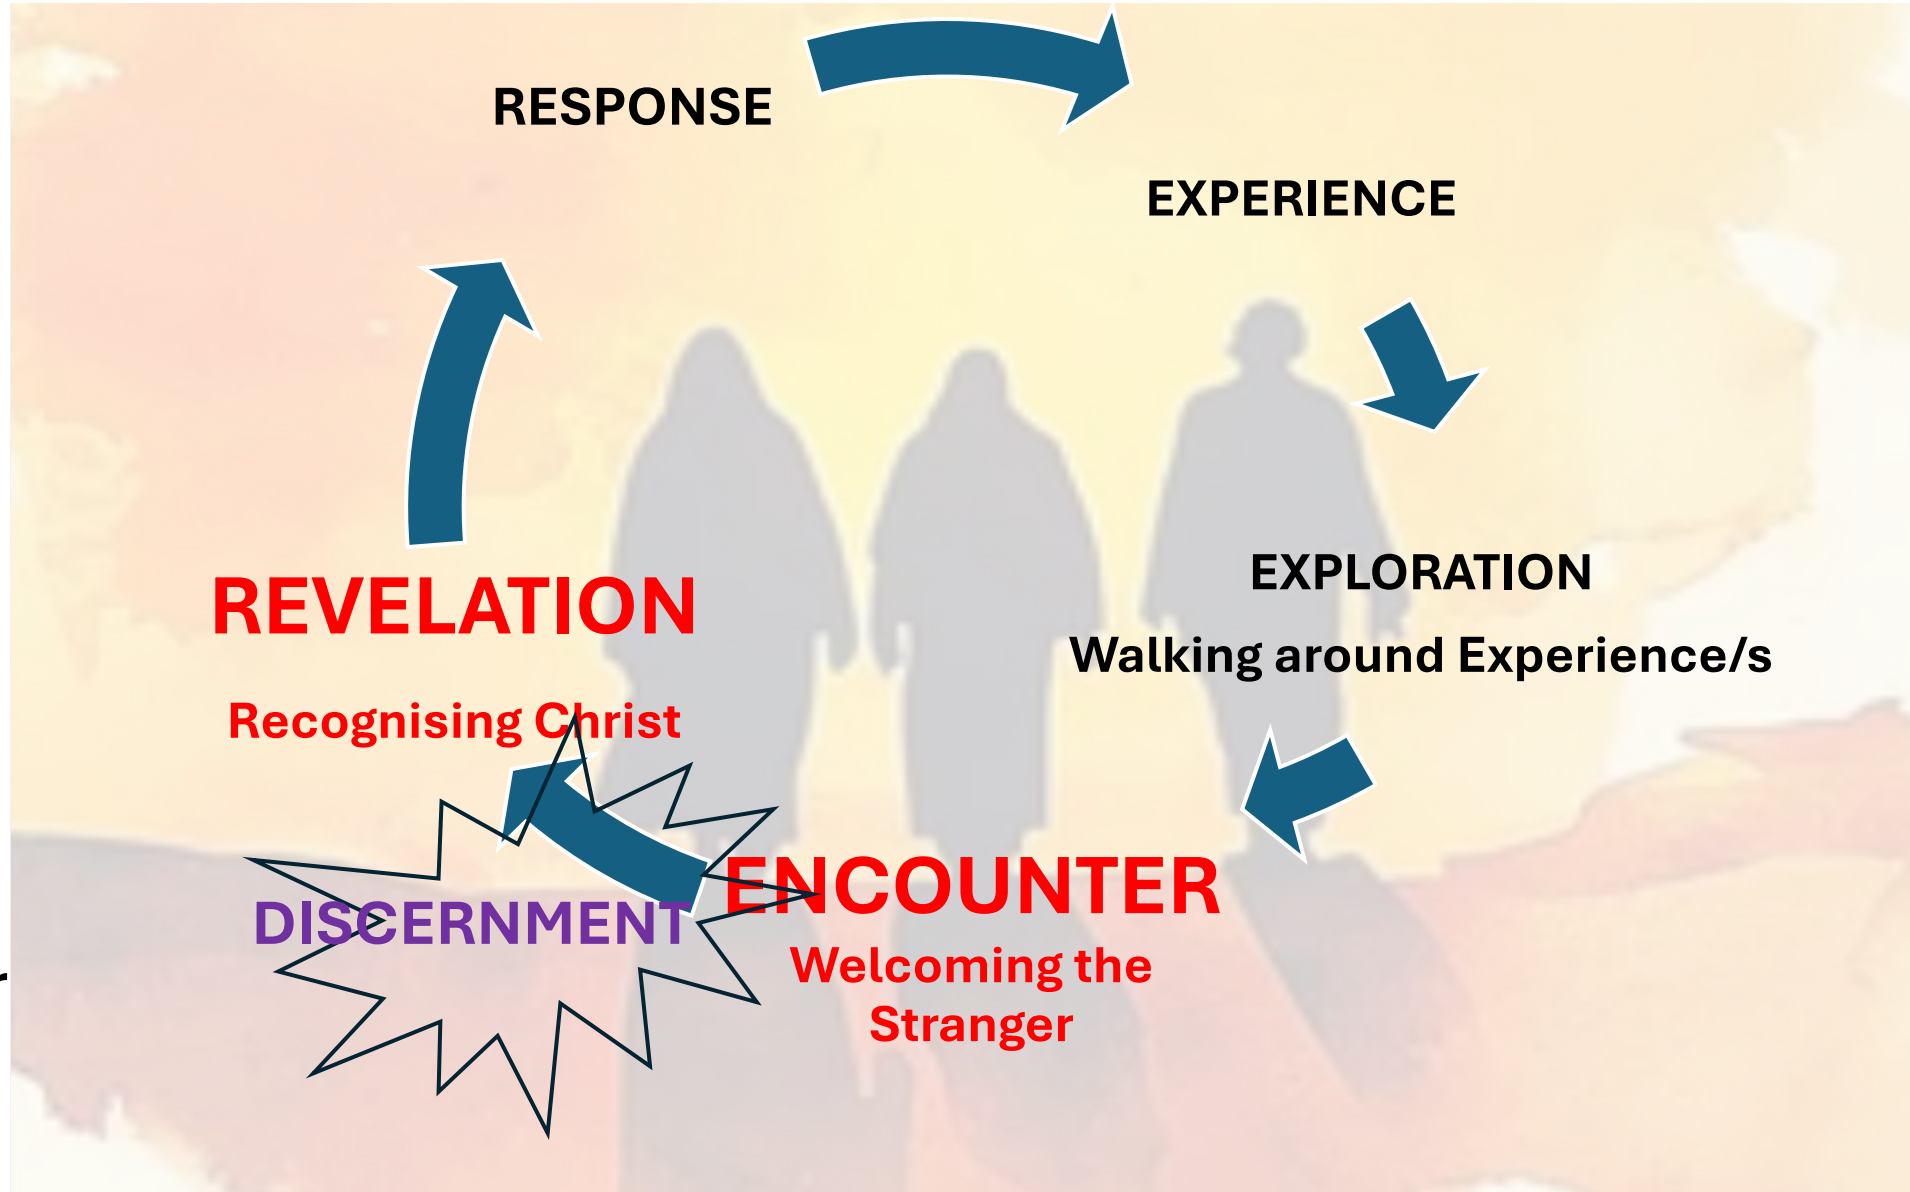 RESPONSE
EXPERIENCE
EXPLORATION
Walking around Experience/s
REVELATION
Recognising Christ
ENCOUNTER
Welcoming the
Stranger
DISCERNMENT